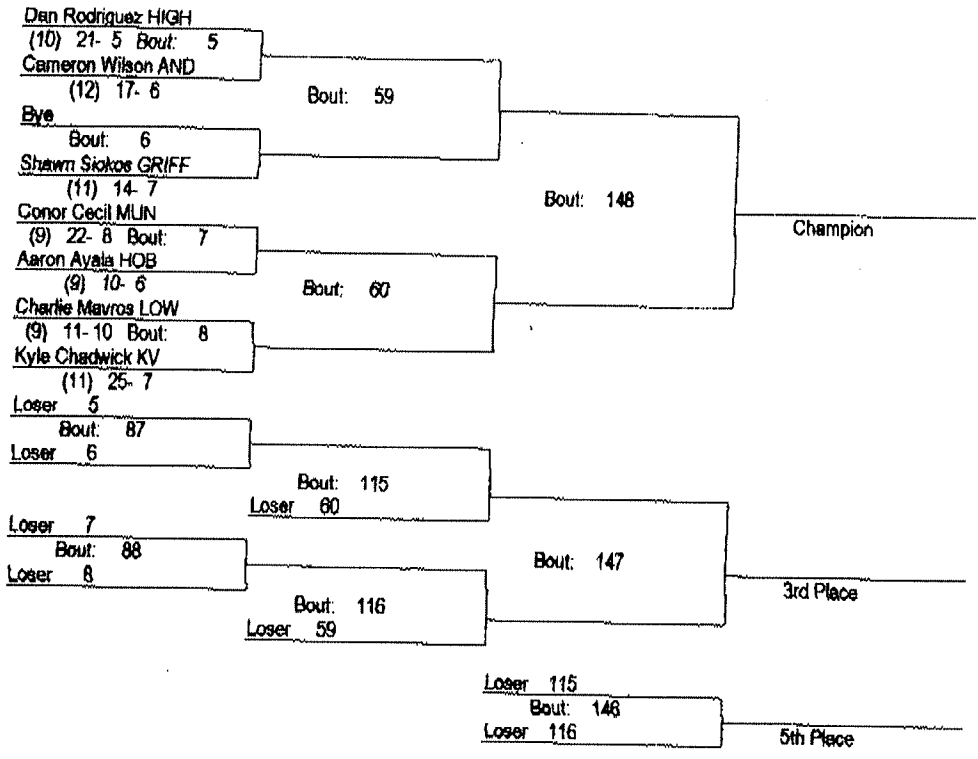 Dan Rodriguez HIGH
(10) 21- 5 Bout: 5
Cameron Wilson AND
(12) 17- 6
Bout: 59
Bye
Bout: 6
Shawn Siokos GRIFF
(11) 14- 7
Bout: 148
Conor Cecil MUN
(9) 22- 8 Bout: 7
Champion
Aaron Ayala HOB
(9) 10- 6
Bout: 60
Charlie Mavros LOW
(9) 11- 10 Bout: 8
Kyle Chadwick KV
(11) 25- 7
Loser 5
Bout: 87
Loser 6
Bout: 115
Loser 60
Loser 7
Bout: 88
Loser 8
Bout: 147
3rd Place
Bout: 116
Loser 59
Loser 115
Bout: 146
Loser 116
5th Place